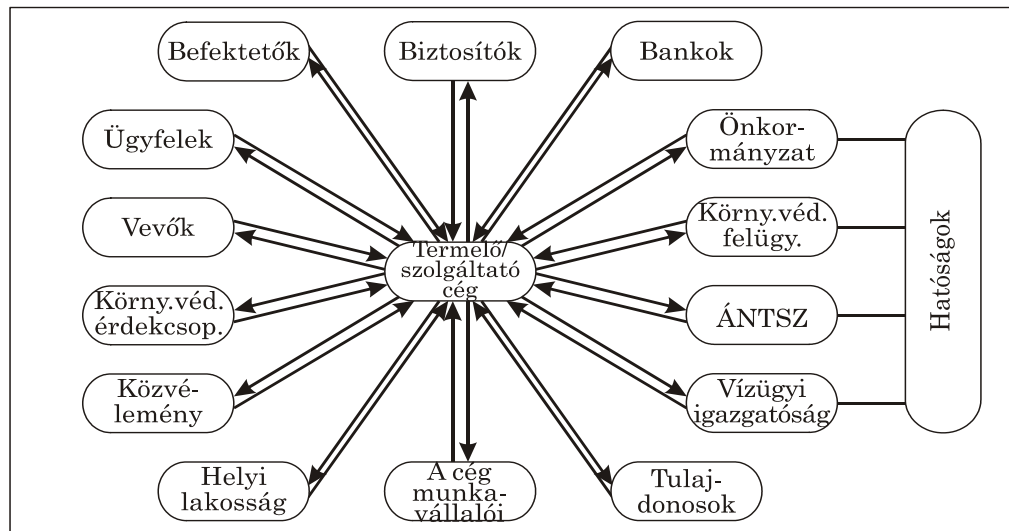 Befektetők
Biztosítók
Bankok
Ügyfelek
Önkor-
mányzat
Vevők
Körny.véd.
felügy.
Termelő/
szolgáltató
cég
Hatóságok
Körny.véd.
érdekcsop.
ÁNTSZ
Közvé-
lemény
Vízügyi
igazgatóság
Helyi
lakosság
A cég
munka-
vállalói
Tulaj-
donosok